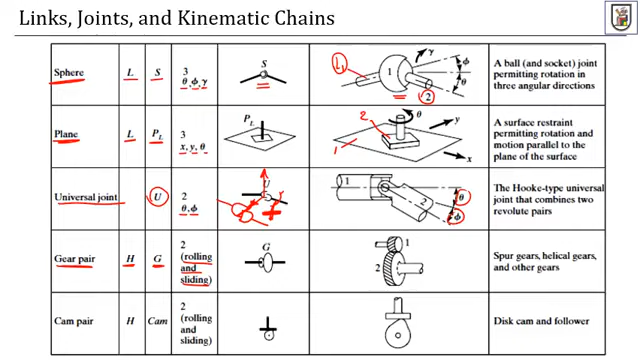 Links, Joints, and Kinematic Chains
Sphere L S 3
θ, ϕ, γ
S
L₁ 1 2 γ ϕ θ
A ball (and socket) joint
permitting rotation in
three angular directions
Plane L P_L 3
x, y, θ
P_L
2 1 θ y x
A surface restraint
permitting rotation and
motion parallel to
the plane of the surface
Universal joint U 2
θ, ϕ
U
1 2 θ ϕ
The Hooke-type universal
joint that combines two
revolute pairs
Gear pair H G 2
(rolling
and
sliding)
G
1
2
Spur gears, helical gears,
and other gears
Cam pair H Cam 2
(rolling
and
sliding)
Disk cam and follower